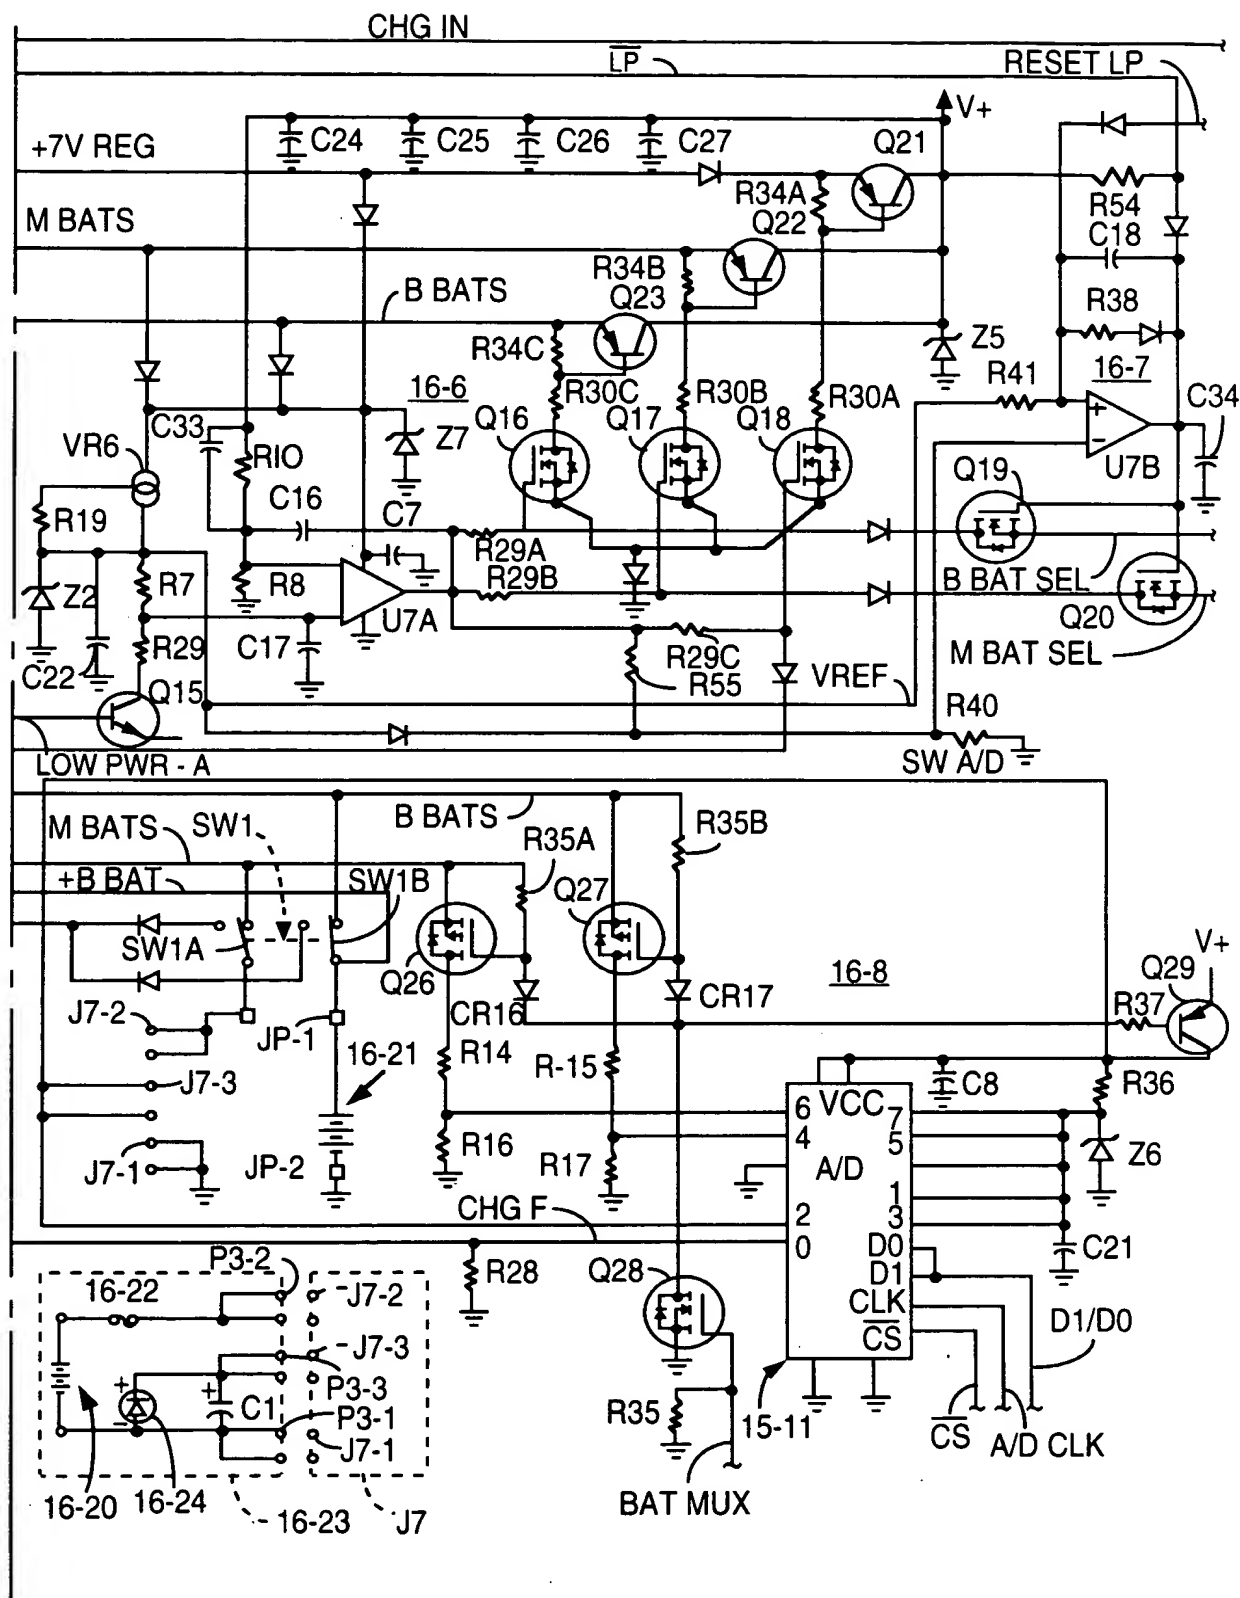 CHG IN
LP
RESET LP
V+
C24
C25
C26
C27
Q21
+7V REG
R34A
Q22
R54
C18
M BATS
R34B
Q23
R38
B BATS
R34C
Z5
R41
16-7
16-6
R30C
R30B
R30A
C34
C33
Q16
Q17
Q18
VR6
RIO
Z7
U7B
Q19
C16
C7
R19
R29A
R29B
B BAT SEL
Z2
R7
R8
U7A
Q20
C17
R29
R29C
M BAT SEL
C22
R55
VREF
Q15
R40
LOW PWR - A
SW A/D
B BATS
M BATS
SW1
R35A
R35B
+B BAT
SW1B
Q27
V+
SW1A
Q26
16-8
Q29
CR17
J7-2
JP-1
CR16
R37
16-21
R14
R-15
C8
R36
J7-3
6
VCC
7
R16
4
5
J7-1
JP-2
R17
A/D
Z6
1
CHG F
2
3
0
D0
C21
P3-2
R28
Q28
D1
16-22
J7-2
CLK
D1/D0
CS
J7-3
+
+
C1
P3-3
P3-1
R35
15-11
–
J7-1
CS
A/D CLK
16-20
16-24
16-23
J7
BAT MUX